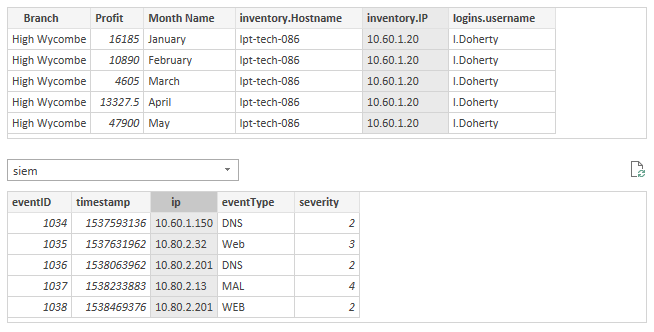 Branch Profit Month Name inventory.Hostname inventory.IP logins.username
High Wycombe 16185 January lpt-tech-086 10.60.1.20 I.Doherty
High Wycombe 10890 February lpt-tech-086 10.60.1.20 I.Doherty
High Wycombe 4605 March lpt-tech-086 10.60.1.20 I.Doherty
High Wycombe 13327.5 April lpt-tech-086 10.60.1.20 I.Doherty
High Wycombe 47900 May lpt-tech-086 10.60.1.20 I.Doherty
siem
eventID timestamp ip eventType severity
1034 1537593136 10.60.1.150 DNS 2
1035 1537631962 10.80.2.32 Web 3
1036 1538063962 10.80.2.201 DNS 2
1037 1538233883 10.80.2.13 MAL 4
1038 1538469376 10.80.2.201 WEB 2